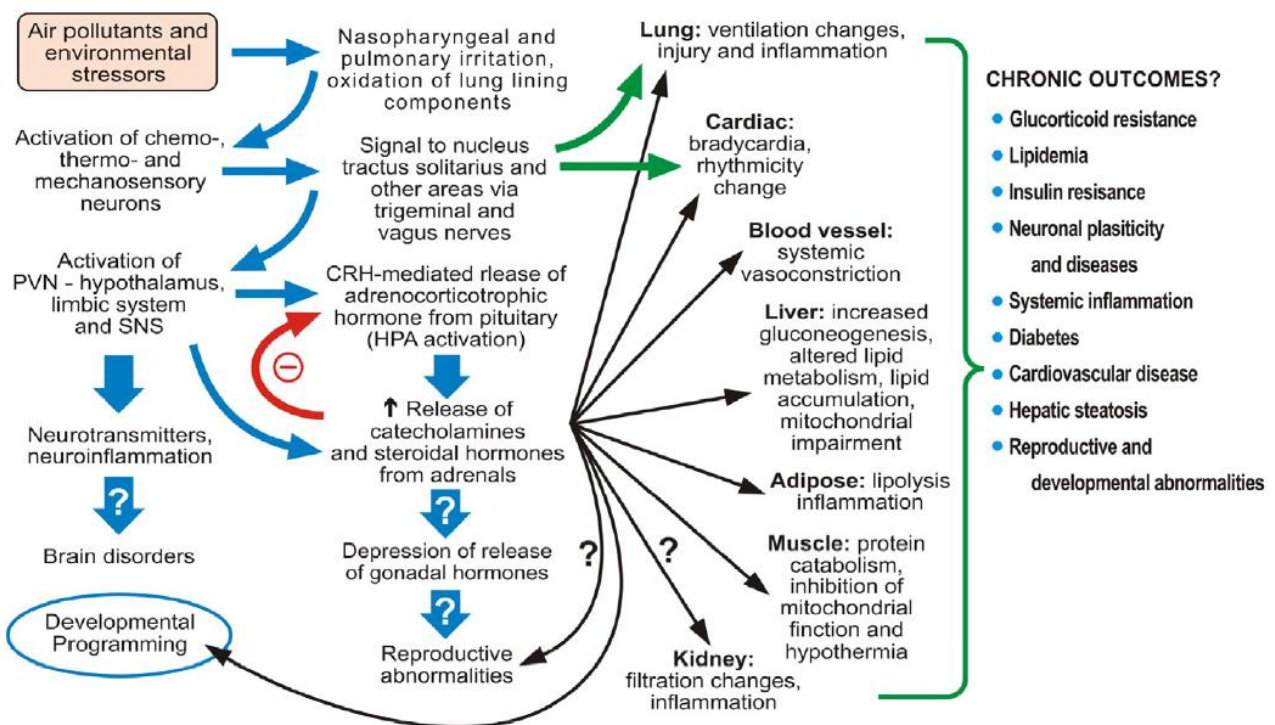 Air pollutants and
environmental
stressors
Nasopharyngeal and
pulmonary irritation,
oxidation of lung lining
components
Activation of chemo-,
thermo- and
mechanosensory
neurons
Signal to nucleus
tractus solitarius and
other areas via
trigeminal and
vagus nerves
Activation of
PVN - hypothalamus,
limbic system
and SNS
CRH-mediated rlease of
adrenocorticotrophic
hormone from pituitary
(HPA activation)
−
↑ Release of
catecholamines
and steroidal hormones
from adrenals
Neurotransmitters,
neuroinflammation
?
Brain disorders
?
Depression of release
of gonadal hormones
?
Reproductive
abnormalities
Developmental
Programming
?
?
Lung: ventilation changes,
injury and inflammation
Cardiac:
bradycardia,
rhythmicity
change
Blood vessel:
systemic
vasoconstriction
Liver: increased
gluconeogenesis,
altered lipid
metabolism, lipid
accumulation,
mitochondrial
impairment
Adipose: lipolysis
inflammation
Muscle: protein
catabolism,
inhibition of
mitochondrial
finction and
hypothermia
Kidney:
filtration changes,
inflammation
CHRONIC OUTCOMES?
• Glucorticoid resistance
• Lipidemia
• Insulin resisance
• Neuronal plasiticity
and diseases
• Systemic inflammation
• Diabetes
• Cardiovascular disease
• Hepatic steatosis
• Reproductive and
developmental abnormalities